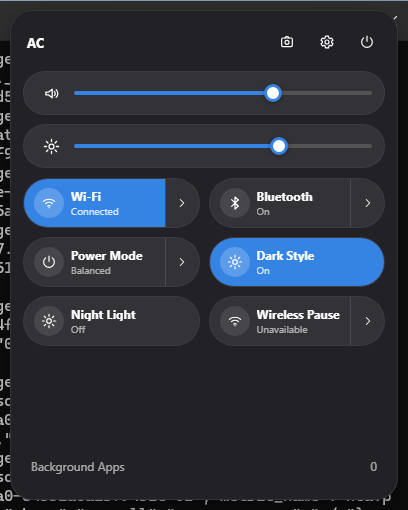 AC
Wi-Fi
Connected
Bluetooth
On
Power Mode
Balanced
Dark Style
On
Night Light
Off
Wireless Pause
Unavailable
Background Apps
0